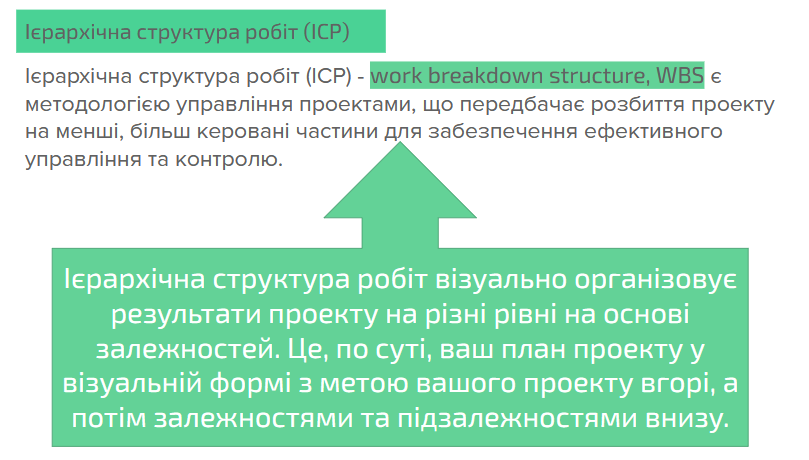 Ієрархічна структура робіт (ІСР)
Ієрархічна структура робіт (ІСР) - work breakdown structure, WBS є
методологією управління проектами, що передбачає розбиття проекту
на менші, більш керовані частини для забезпечення ефективного
управління та контролю.
Ієрархічна структура робіт візуально організовує
результати проекту на різні рівні на основі
залежностей. Це, по суті, ваш план проекту у
візуальній формі з метою вашого проекту вгорі, а
потім залежностями та підзалежностями внизу.